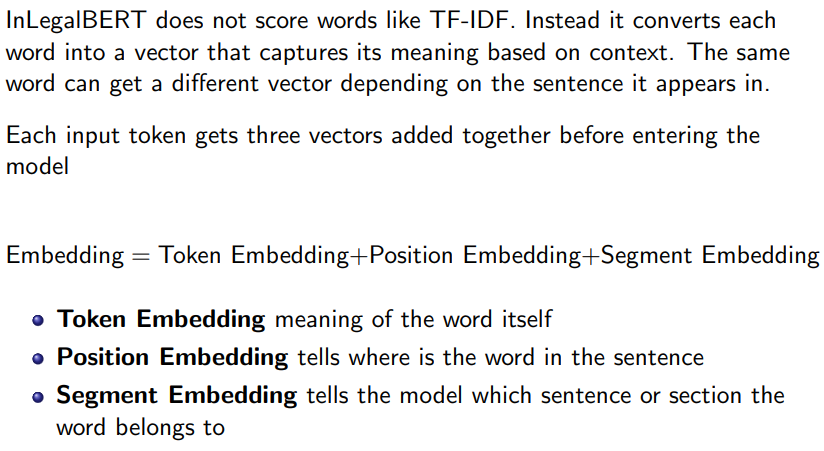 InLegalBERT does not score words like TF-IDF. Instead it converts each
word into a vector that captures its meaning based on context. The same
word can get a different vector depending on the sentence it appears in.
Each input token gets three vectors added together before entering the
model
Embedding = Token Embedding+Position Embedding+Segment Embedding
Token Embedding meaning of the word itself
Position Embedding tells where is the word in the sentence
Segment Embedding tells the model which sentence or section the
word belongs to